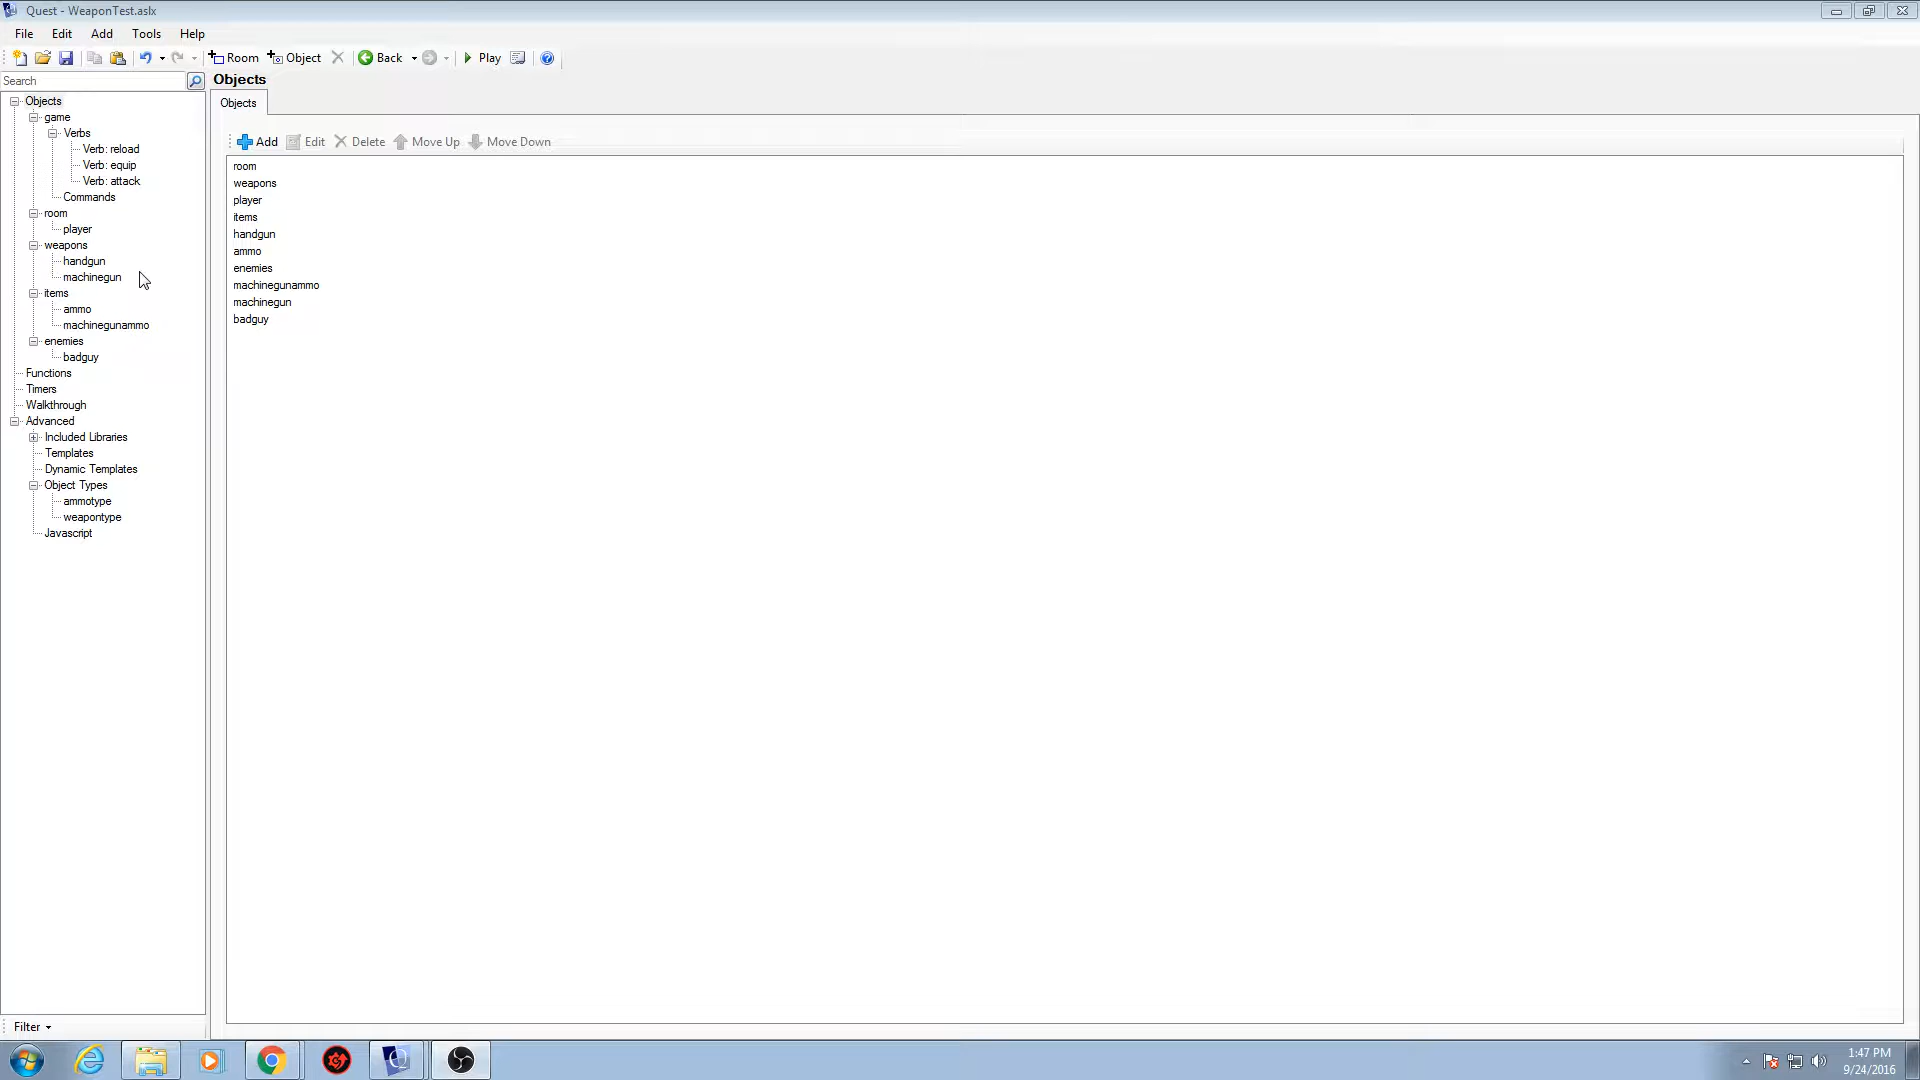 Quest - WeaponTest.aslx
File Edit Add Tools Help
Room Object Back Play
Search
Objects
game
Verbs
Verb: reload
Verb: equip
Verb: attack
Commands
room
player
weapons
handgun
machinegun
items
ammo
machinegunammo
enemies
badguy
Functions
Timers
Walkthrough
Advanced
Included Libraries
Templates
Dynamic Templates
Object Types
ammotype
weapontype
Javascript
Filter
Objects
Objects
Add Edit Delete Move Up Move Down
room
weapons
player
items
handgun
ammo
enemies
machinegunammo
machinegun
badguy
1:47 PM
9/24/2016